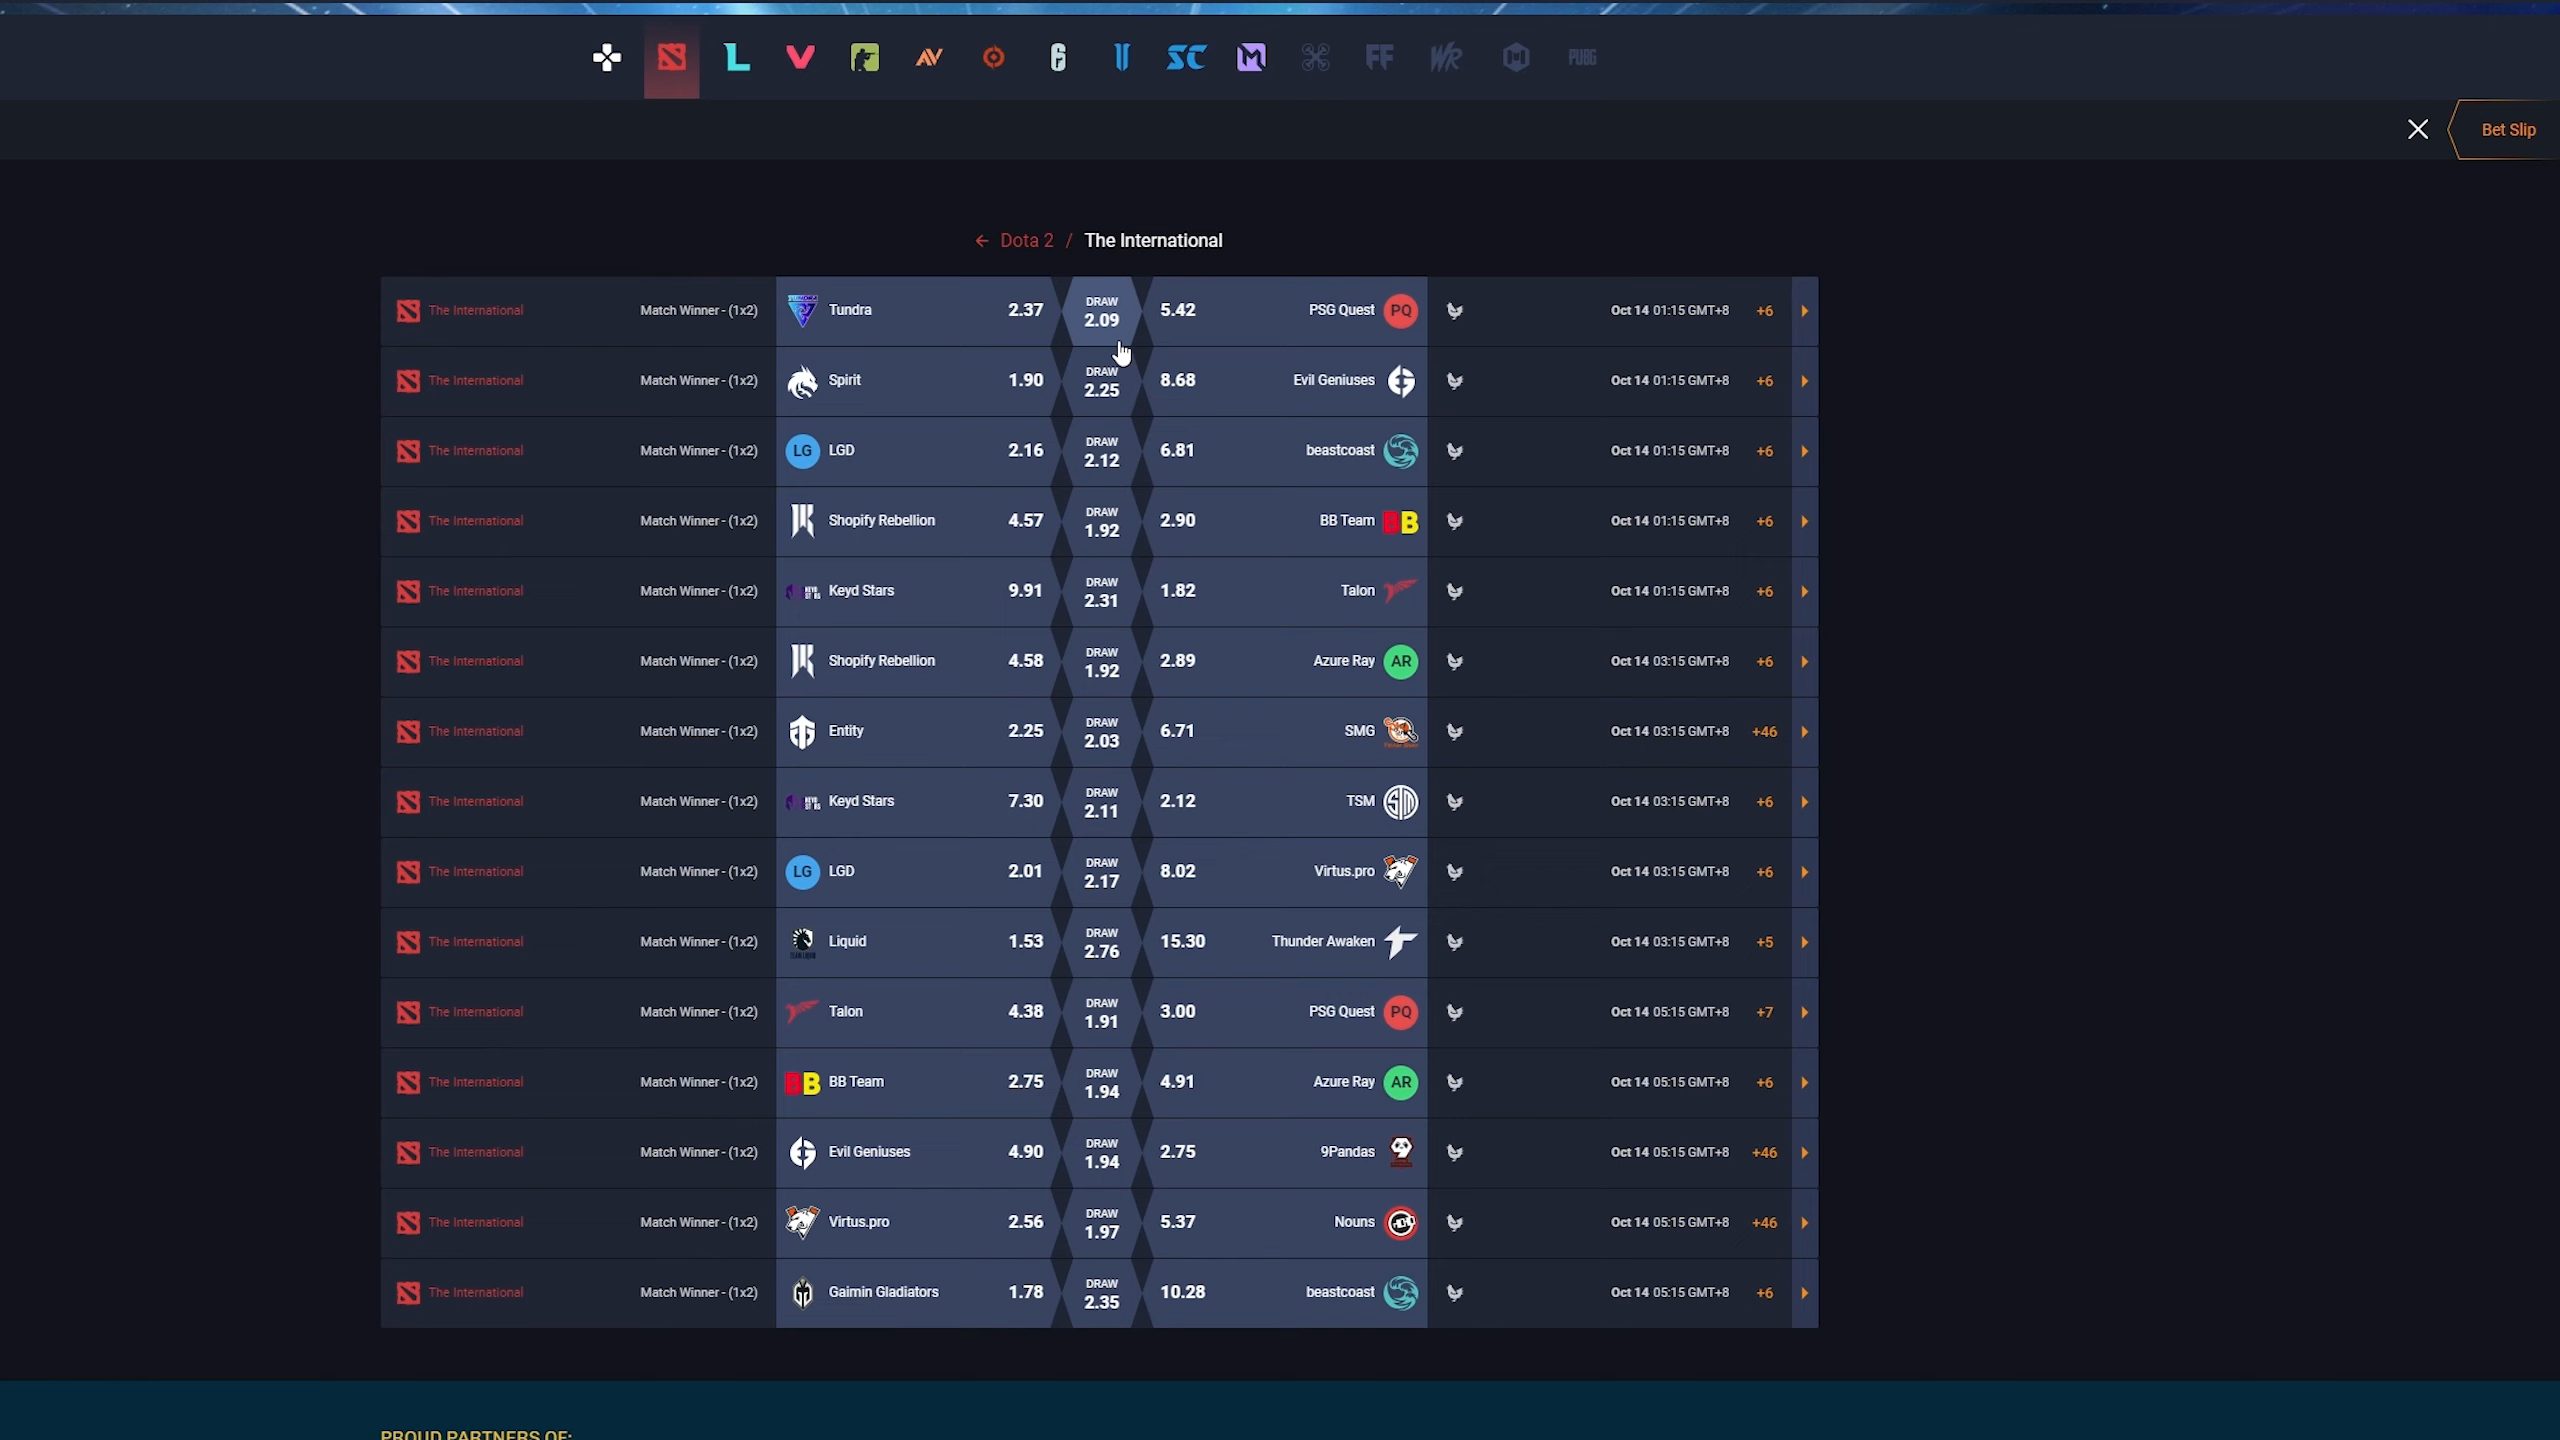 FF WR PUBG
Bet Slip
← Dota 2 / The International
The International Match Winner - (1x2) Tundra 2.37 DRAW 2.09 5.42 PSG Quest PQ Oct 14 01:15 GMT+8 +6
The International Match Winner - (1x2) Spirit 1.90 DRAW 2.25 8.68 Evil Geniuses Oct 14 01:15 GMT+8 +6
The International Match Winner - (1x2) LG LGD 2.16 DRAW 2.12 6.81 beastcoast Oct 14 01:15 GMT+8 +6
The International Match Winner - (1x2) Shopify Rebellion 4.57 DRAW 1.92 2.90 BB Team BB Oct 14 01:15 GMT+8 +6
The International Match Winner - (1x2) Keyd Stars 9.91 DRAW 2.31 1.82 Talon Oct 14 01:15 GMT+8 +6
The International Match Winner - (1x2) Shopify Rebellion 4.58 DRAW 1.92 2.89 Azure Ray AR Oct 14 03:15 GMT+8 +6
The International Match Winner - (1x2) Entity 2.25 DRAW 2.03 6.71 SMG Oct 14 03:15 GMT+8 +46
The International Match Winner - (1x2) Keyd Stars 7.30 DRAW 2.11 2.12 TSM Oct 14 03:15 GMT+8 +6
The International Match Winner - (1x2) LG LGD 2.01 DRAW 2.17 8.02 Virtus.pro Oct 14 03:15 GMT+8 +6
The International Match Winner - (1x2) Liquid 1.53 DRAW 2.76 15.30 Thunder Awaken Oct 14 03:15 GMT+8 +5
The International Match Winner - (1x2) Talon 4.38 DRAW 1.91 3.00 PSG Quest PQ Oct 14 05:15 GMT+8 +7
The International Match Winner - (1x2) BB BB Team 2.75 DRAW 1.94 4.91 Azure Ray AR Oct 14 05:15 GMT+8 +6
The International Match Winner - (1x2) Evil Geniuses 4.90 DRAW 1.94 2.75 9Pandas Oct 14 05:15 GMT+8 +46
The International Match Winner - (1x2) Virtus.pro 2.56 DRAW 1.97 5.37 Nouns Oct 14 05:15 GMT+8 +46
The International Match Winner - (1x2) Gaimin Gladiators 1.78 DRAW 2.35 10.28 beastcoast Oct 14 05:15 GMT+8 +6
PROUD PARTNERS OF: